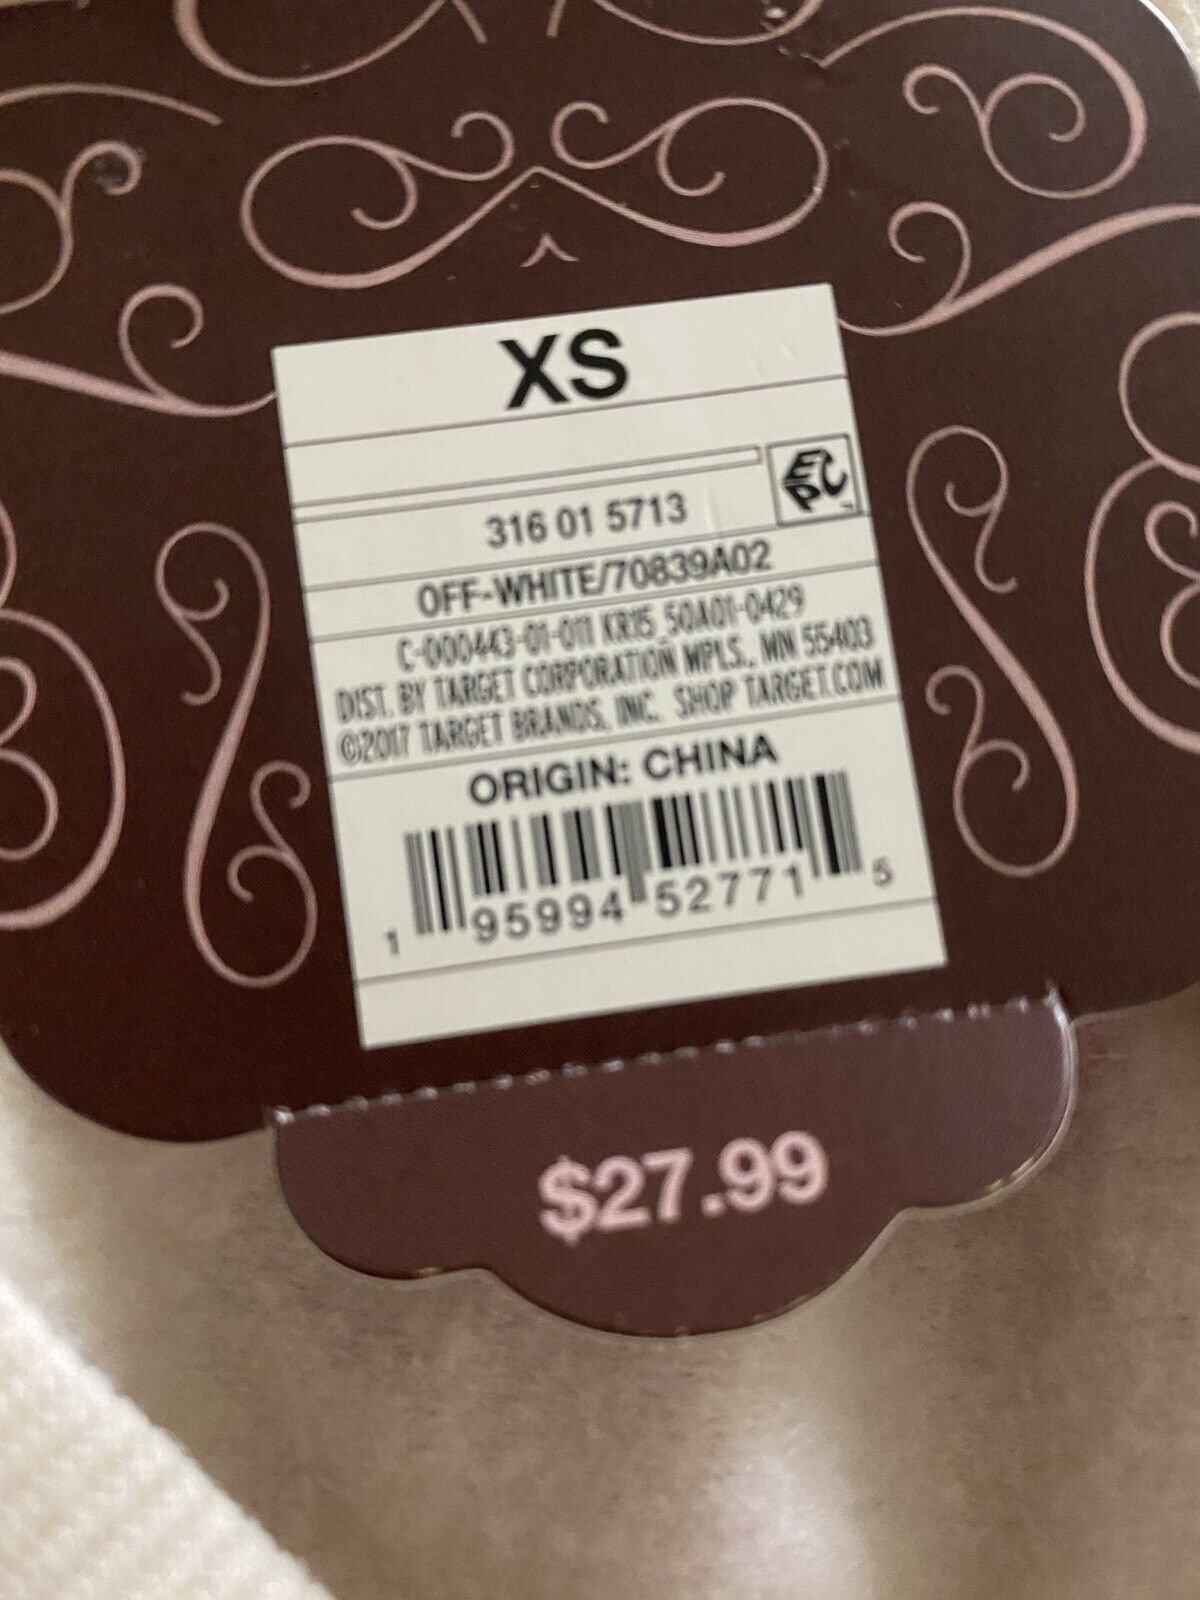 XS
EPC™
316 01 5713
OFF-WHITE/70839A02
C-000443-01-011 KR15_50A01-0429
DIST. BY TARGET CORPORATION MPLS., MN 55403
©2017 TARGET BRANDS, INC. SHOP TARGET.COM
ORIGIN: CHINA
1 95994 52771 5
$27.99